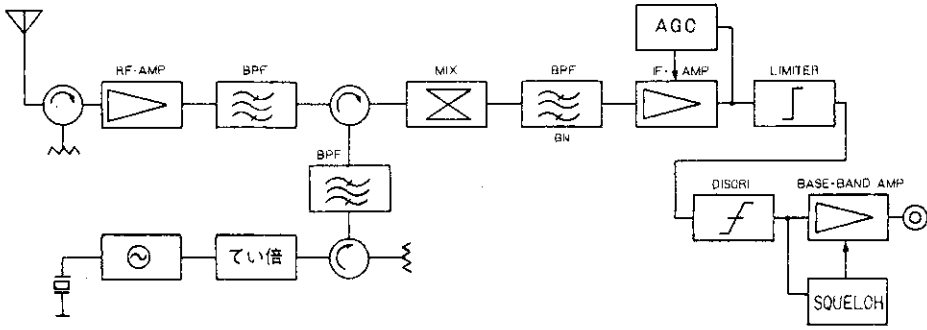 AGC
RF-AMP
BPF
MIX
BPF
IF-AMP
LIMITER
BN
BPF
DISCRI
BASE-BAND AMP
てい倍
SQUELCH